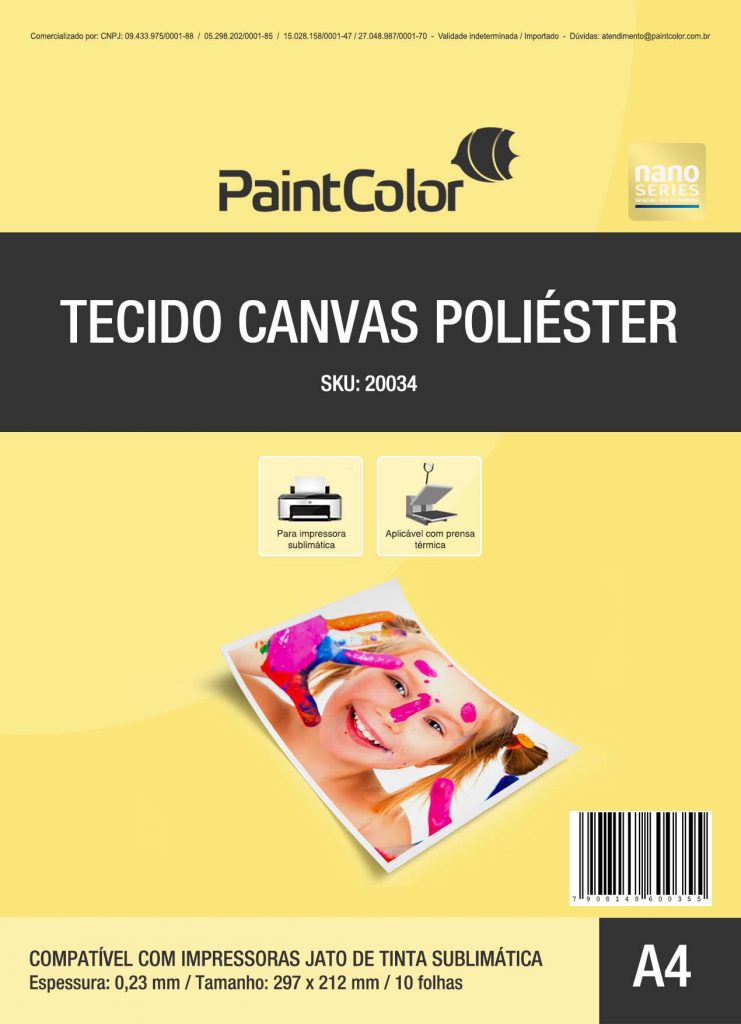 Comercializado por: CNPJ: 09.433.975/0001-88 / 05.298.202/0001-85 / 15.028.158/0001-47 / 27.048.987/0001-70 - Validade indeterminada / Importado - Dúvidas: atendimento@paintcolor.com.br
PaintColor
nano
SERIES
TECIDO CANVAS POLIÉSTER
SKU: 20034
Para impressora
sublimática
Aplicável com prensa
térmica
7908148600355
COMPATÍVEL COM IMPRESSORAS JATO DE TINTA SUBLIMÁTICA
Espessura: 0,23 mm / Tamanho: 297 x 212 mm / 10 folhas
A4